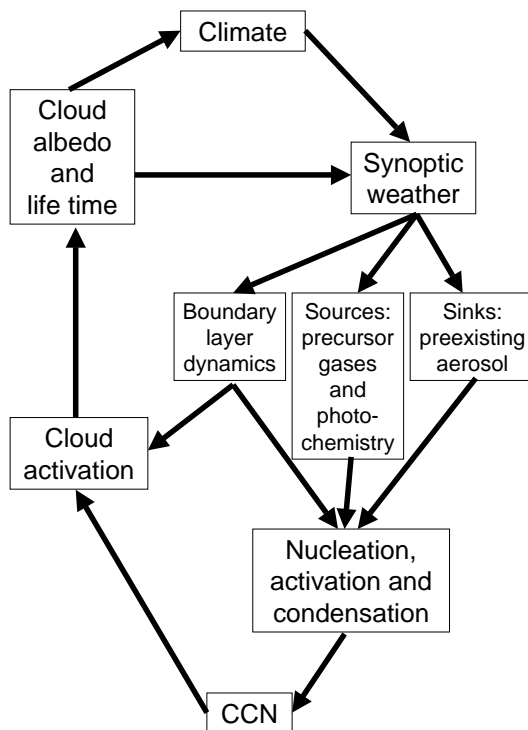 Climate
Cloud
albedo
and
life time
Synoptic
weather
Boundary
layer
dynamics
Sources:
precursor
gases
and
photo-
chemistry
Sinks:
preexisting
aerosol
Cloud
activation
Nucleation,
activation and
condensation
CCN